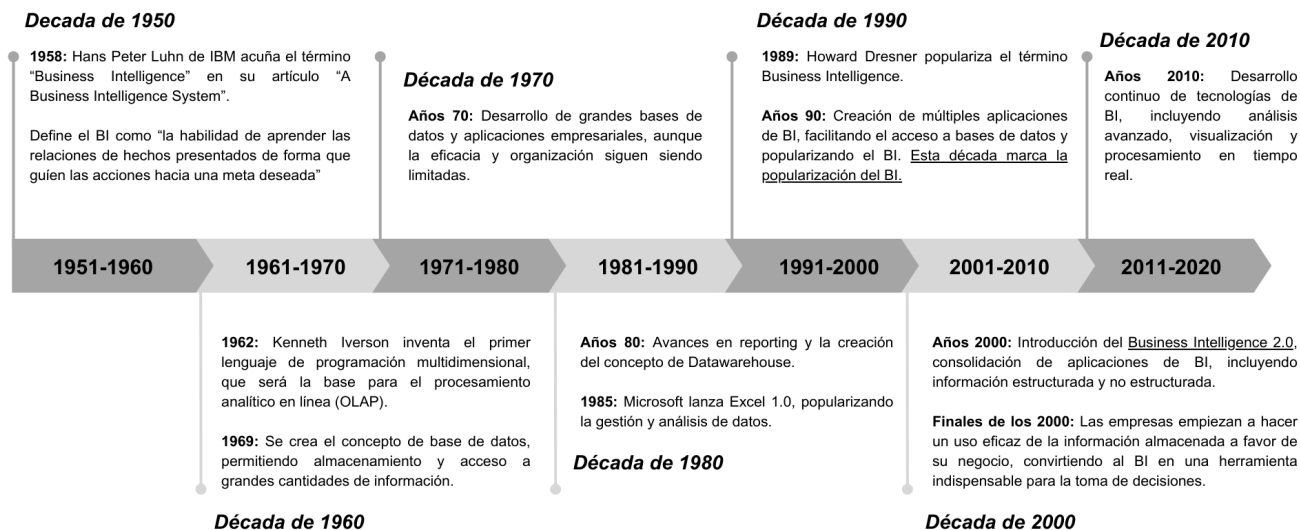 Decada de 1950
1958: Hans Peter Luhn de IBM acuña el término
“Business Intelligence” en su artículo “A
Business Intelligence System”.
Define el BI como “la habilidad de aprender las
relaciones de hechos presentados de forma que
guíen las acciones hacia una meta deseada”
Década de 1970
Años 70: Desarrollo de grandes bases de
datos y aplicaciones empresariales, aunque
la eficacia y organización siguen siendo
limitadas.
Década de 1990
1989: Howard Dresner populariza el término
Business Intelligence.
Años 90: Creación de múltiples aplicaciones
de BI, facilitando el acceso a bases de datos y
popularizando el BI. Esta década marca la
popularización del BI.
Década de 2010
Años 2010: Desarrollo
continuo de tecnologías de
BI, incluyendo análisis
avanzado, visualización y
procesamiento en tiempo
real.
1951-1960
1961-1970
1971-1980
1981-1990
1991-2000
2001-2010
2011-2020
1962: Kenneth Iverson inventa el primer
lenguaje de programación multidimensional,
que será la base para el procesamiento
analítico en línea (OLAP).
1969: Se crea el concepto de base de datos,
permitiendo almacenamiento y acceso a
grandes cantidades de información.
Década de 1960
Años 80: Avances en reporting y la creación
del concepto de Datawarehouse.
1985: Microsoft lanza Excel 1.0, popularizando
la gestión y análisis de datos.
Década de 1980
Años 2000: Introducción del Business Intelligence 2.0,
consolidación de aplicaciones de BI, incluyendo
información estructurada y no estructurada.
Finales de los 2000: Las empresas empiezan a hacer
un uso eficaz de la información almacenada a favor de
su negocio, convirtiendo al BI en una herramienta
indispensable para la toma de decisiones.
Década de 2000